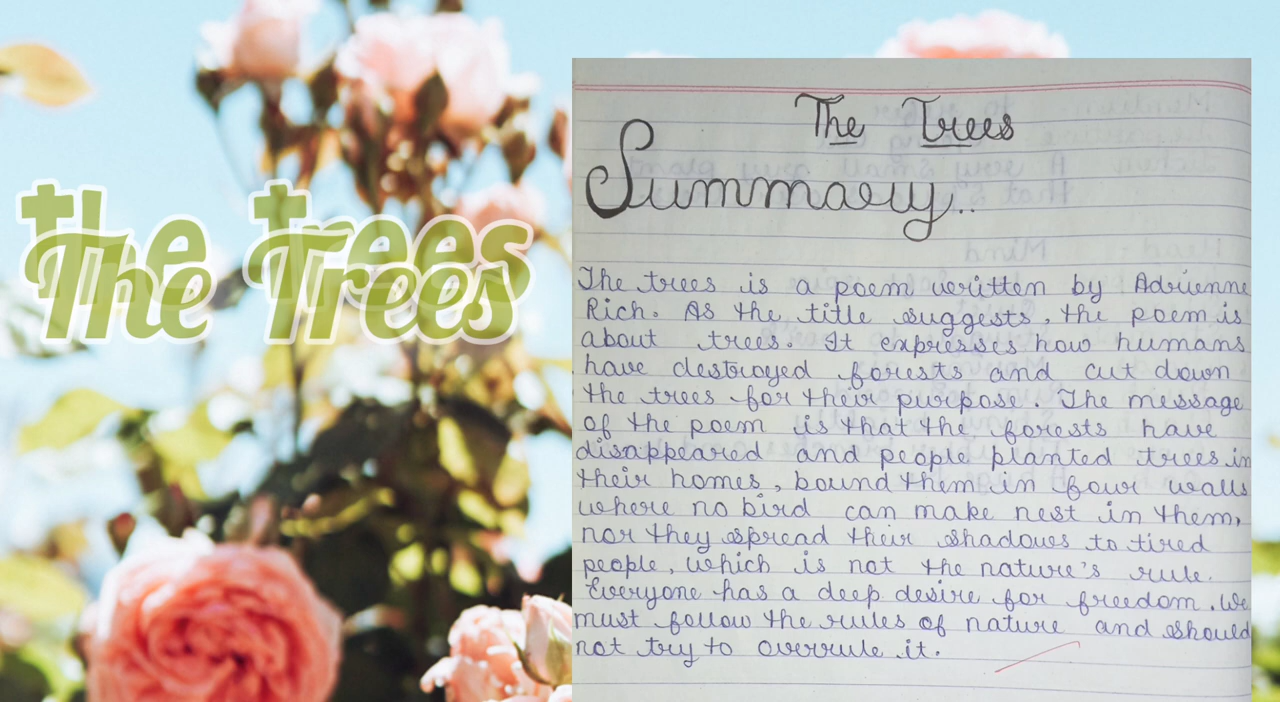 the trees
The Trees
The Trees
Summary..
The trees is a poem written by Adrienne
Rich. As the title suggests, the poem is
about trees. It expresses how humans
have destroyed forests and cut down
the trees for their purpose. The message
of the poem is that the forests have
disappeared and people planted trees in
their homes, bound them in four walls
where no bird can make nest in them,
nor they spread their shadows to tired
people, which is not the nature's rule.
Everyone has a deep desire for freedom. We
must follow the rules of nature and should
not try to overrule it.